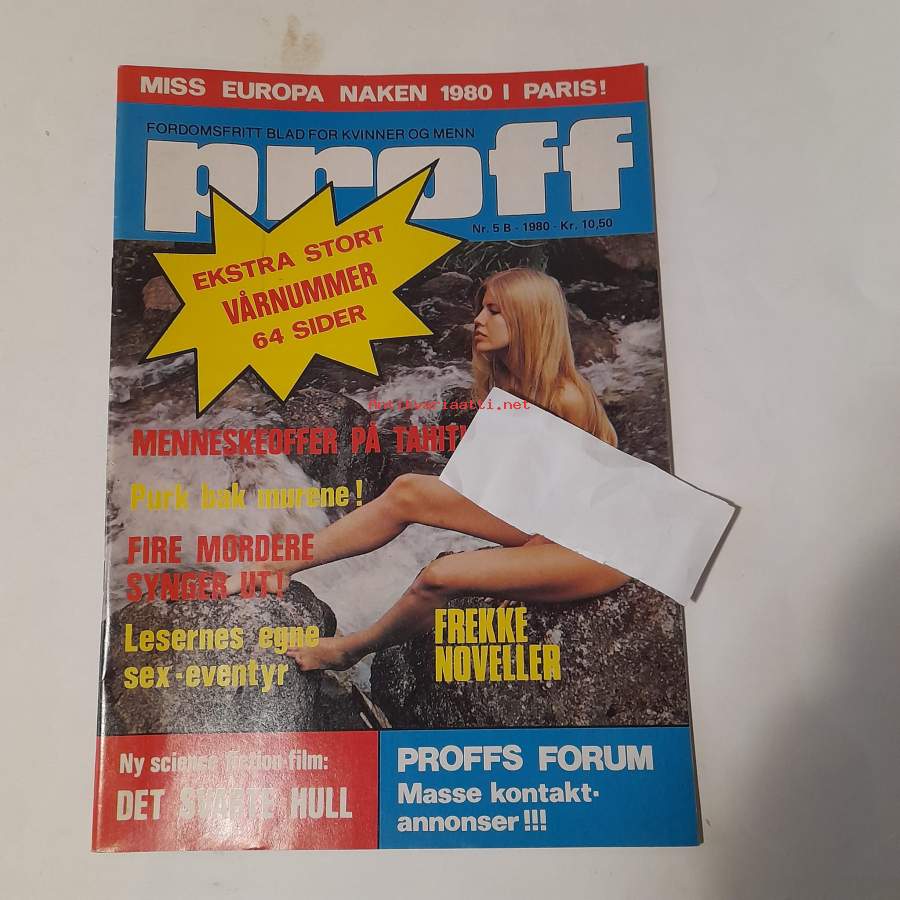 MISS EUROPA NAKEN 1980 I PARIS!
FORDOMSFRITT BLAD FOR KVINNER OG MENN
proff
Nr. 5 B - 1980 - Kr. 10,50
EKSTRA STORT
VÅRNUMMER
64 SIDER
Antikvariaatti.net
MENNESKEOFFER PÅ TAHITI
Purk bak murene!
FIRE MORDERE
SYNGER UT!
Lesernes egne
sex-eventyr
FREKKE
NOVELLER
Ny science fiction film:
DET SVARTE HULL
PROFFS FORUM
Masse kontakt-
annonser!!!